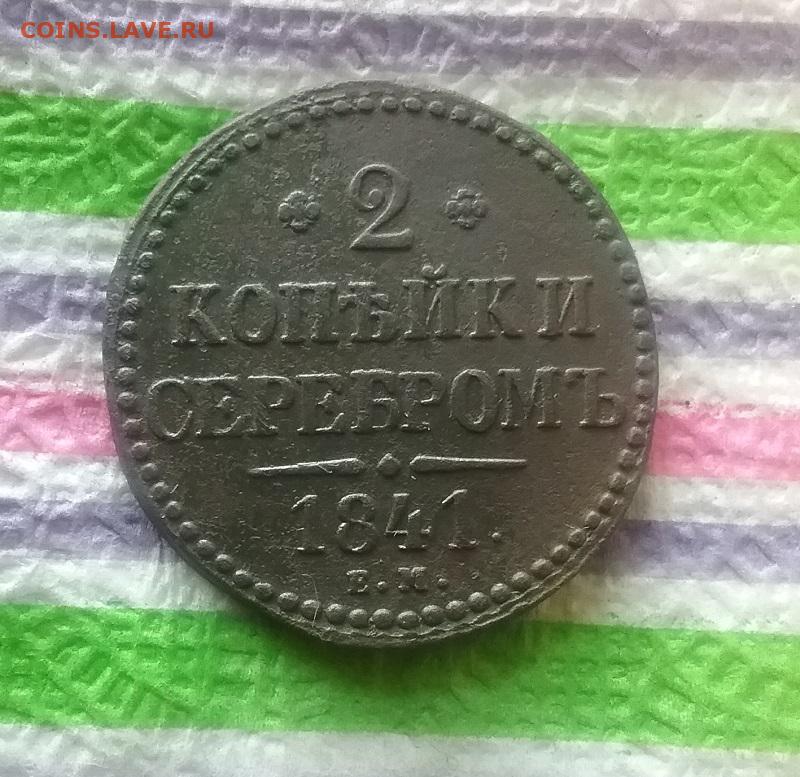 COINS.LAVE.RU
2
КОПѢЙКИ
СЕРЕБРОМЪ
1841.
Е.М.